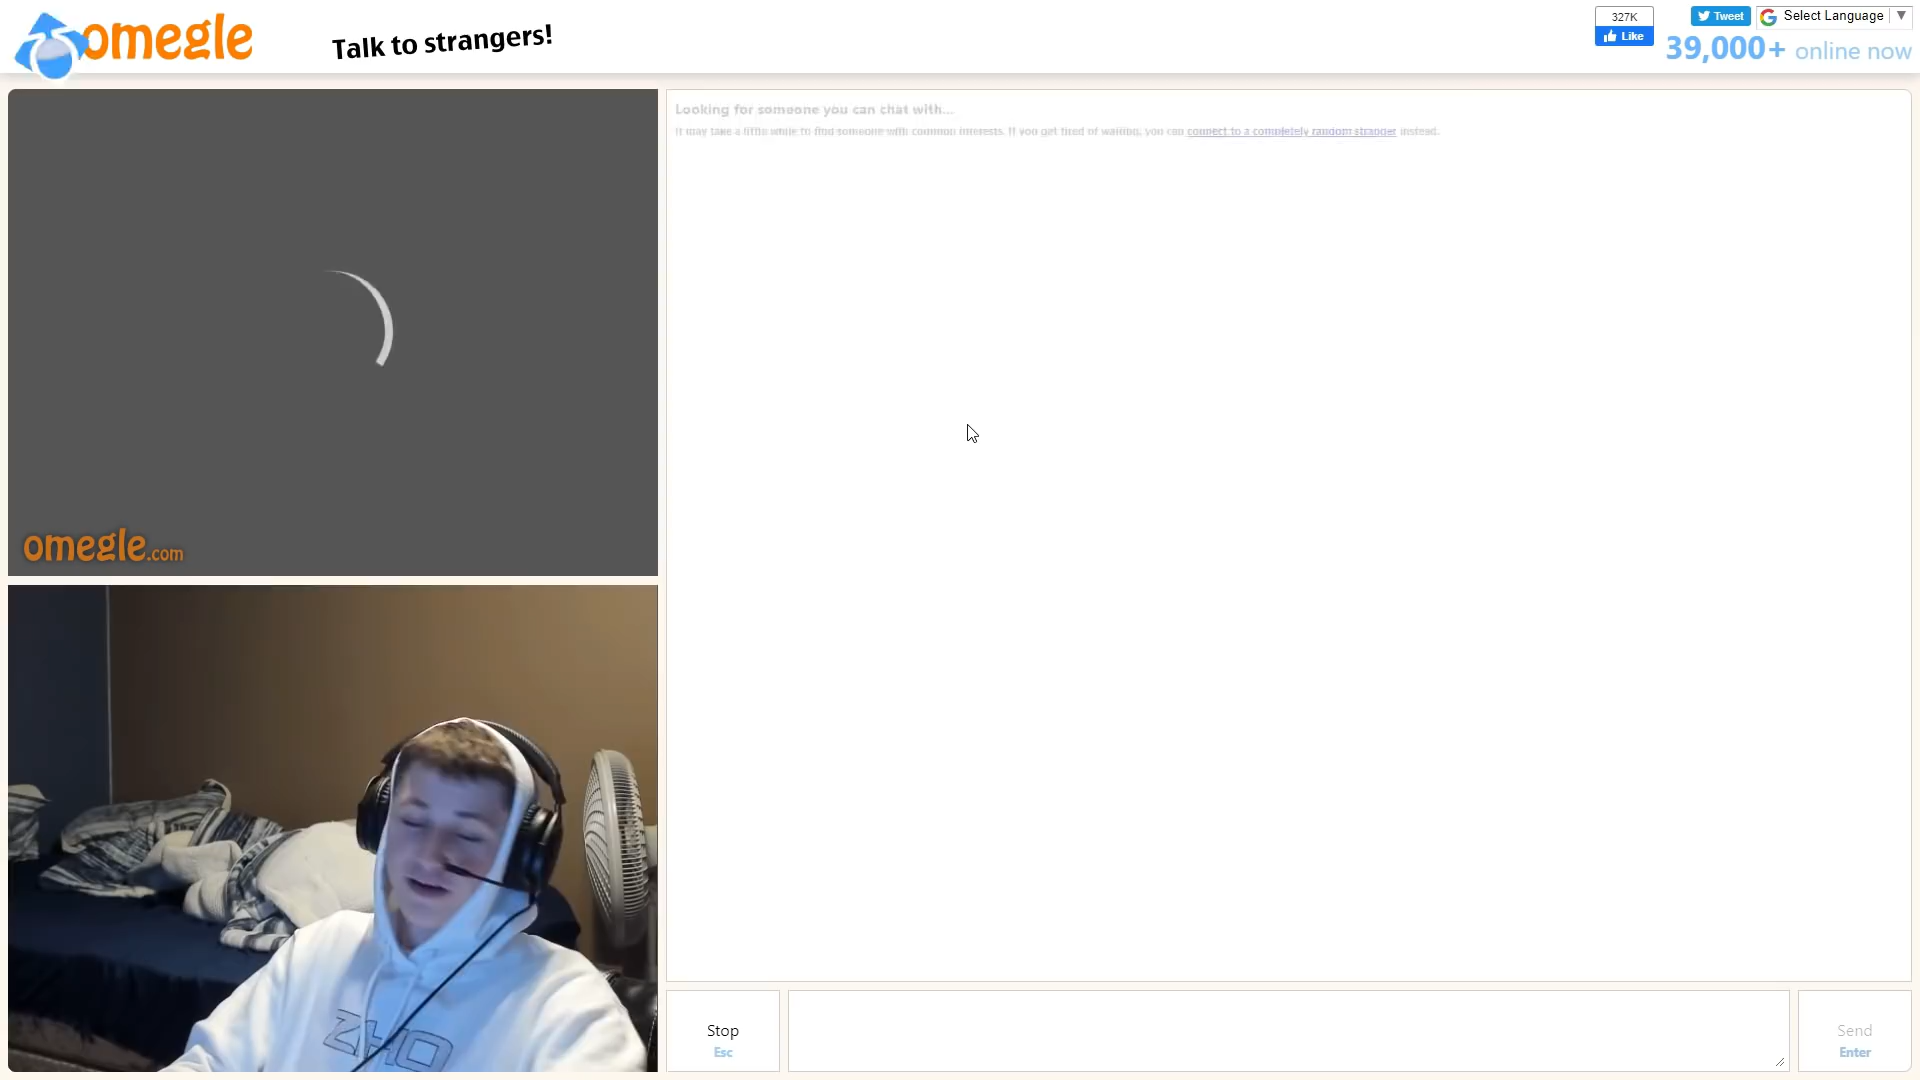 omegle
Talk to strangers!
327K
Like
Tweet
Select Language
39,000+ online now
Looking for someone you can chat with...
It may take a little while to find someone with common interests. If you get tired of waiting, you can connect to a completely random stranger instead.
omegle.com
ZHO
Stop
Esc
Send
Enter